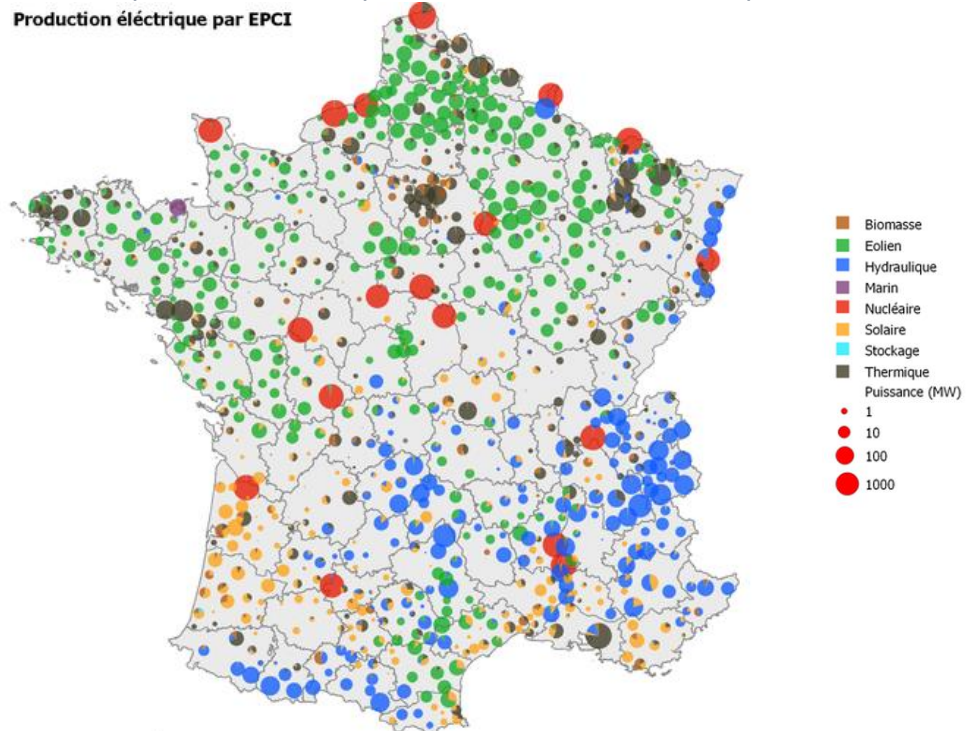 Production éléctrique par EPCI
Biomasse
Eolien
Hydraulique
Marin
Nucléaire
Solaire
Stockage
Thermique
Puissance (MW)
1
10
100
1000